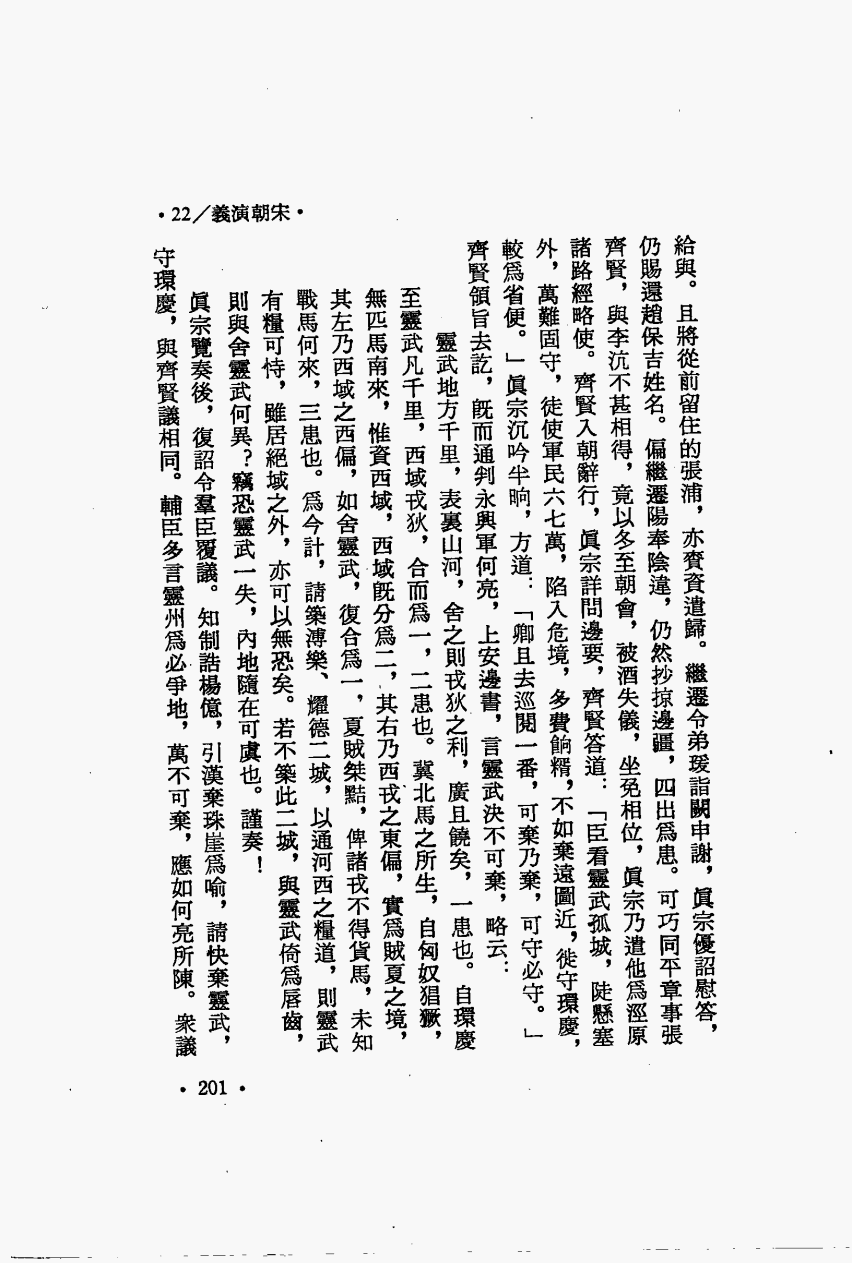 •22／義演朝宋•
給與。且將從前留住的張浦，亦賚資遣歸。繼遷令弟瑗詣闕申謝，眞宗優詔慰答，
仍賜還趙保吉姓名。偏繼遷陽奉陰違，仍然抄掠邊疆，四出爲患。可巧同平章事張
齊賢，與李沆不甚相得，竟以冬至朝會，被酒失儀，坐免相位，眞宗乃遣他爲涇原
諸路經略使。齊賢入朝辭行，眞宗詳問邊要，齊賢答道：「臣看靈武孤城，陡懸塞
外，萬難固守，徒使軍民六七萬，陷入危境，多費餉糈，不如棄遠圖近，徙守環慶，
較爲省便。」眞宗沉吟半晌，方道：「卿且去巡閱一番，可棄乃棄，可守必守。」
齊賢領旨去訖，旣而通判永興軍何亮，上安邊書，言靈武決不可棄，略云：
靈武地方千里，表裏山河，舍之則戎狄之利，廣且饒矣，一患也。自環慶
至靈武凡千里，西域戎狄，合而爲一，二患也。冀北馬之所生，自匈奴猖獗，
無匹馬南來，惟資西域，西域旣分爲二，其右乃西戎之東偏，實爲賊夏之境，
其左乃西域之西偏，如舍靈武，復合爲一，夏賊桀黠，俾諸戎不得貨馬，未知
戰馬何來，三患也。爲今計，請築溥樂、耀德二城，以通河西之糧道，則靈武
有糧可恃，雖居絕域之外，亦可以無恐矣。若不築此二城，與靈武倚爲唇齒，
則與舍靈武何異？竊恐靈武一失，內地隨在可虞也。謹奏！
眞宗覽奏後，復詔令羣臣覆議。知制誥楊億，引漢棄珠崖爲喻，請快棄靈武，
守環慶，與齊賢議相同。輔臣多言靈州爲必爭地，萬不可棄，應如何亮所陳。衆議
•201•